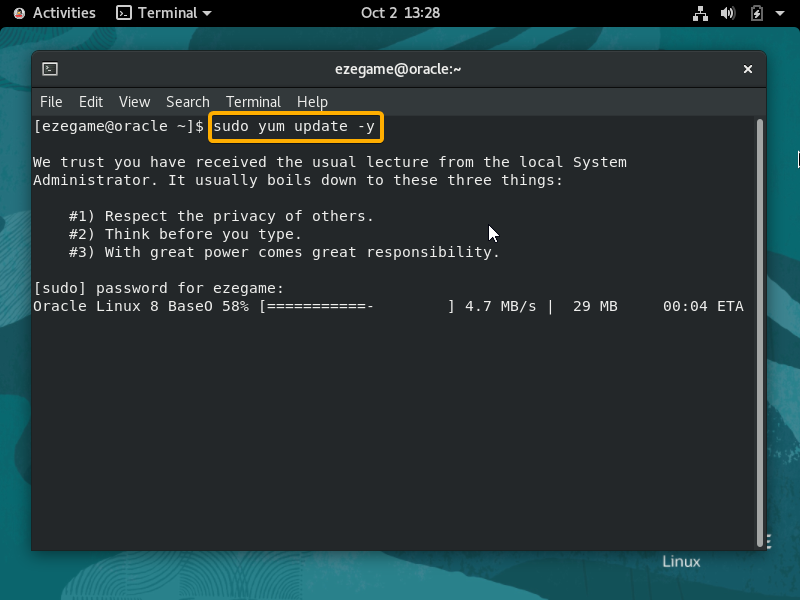 Activities Terminal Oct 2 13:28
ezegame@oracle:~
File Edit View Search Terminal Help
[ezegame@oracle ~]$ sudo yum update -y
We trust you have received the usual lecture from the local System
Administrator. It usually boils down to these three things:
#1) Respect the privacy of others.
#2) Think before you type.
#3) With great power comes great responsibility.
[sudo] password for ezegame:
Oracle Linux 8 BaseO 58% [===========- ] 4.7 MB/s | 29 MB 00:04 ETA
Linux